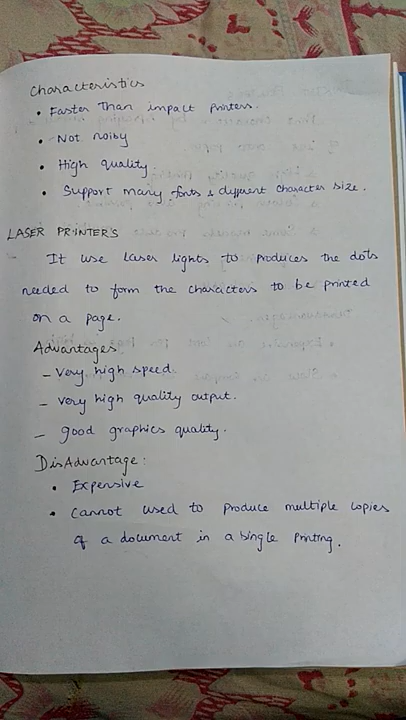 Characteristics
• Faster Than impact Printers.
• Not noisy
• High quality
• Support many fonts & different character size.
LASER PRINTER'S
- It use Laser lights to produces the dots
needed to form the characters to be printed
on a page.
Advantages
- very high speed.
- very high quality output.
- good graphics quality.
DisAdvantage:
• Expensive
• Cannot used to produce multiple copies
of a document in a single Printing.